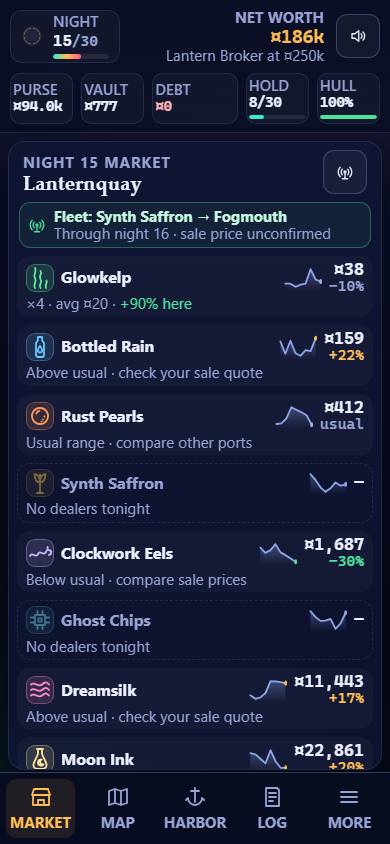 NIGHT
15/30
NET WORTH
¤186k
Lantern Broker at ¤250k
PURSE
¤94.0k
VAULT
¤777
DEBT
¤0
HOLD
8/30
HULL
100%
NIGHT 15 MARKET
Lanternquay
Fleet: Synth Saffron → Fogmouth
Through night 16 · sale price unconfirmed
Glowkelp
¤38
−10%
×4 · avg ¤20 · +90% here
Bottled Rain
¤159
+22%
Above usual · check your sale quote
Rust Pearls
¤412
usual
Usual range · compare other ports
Synth Saffron
—
No dealers tonight
Clockwork Eels
¤1,687
−30%
Below usual · compare sale prices
Ghost Chips
—
No dealers tonight
Dreamsilk
¤11,443
+17%
Above usual · check your sale quote
Moon Ink
¤22,861
+20%
MARKET
MAP
HARBOR
LOG
MORE